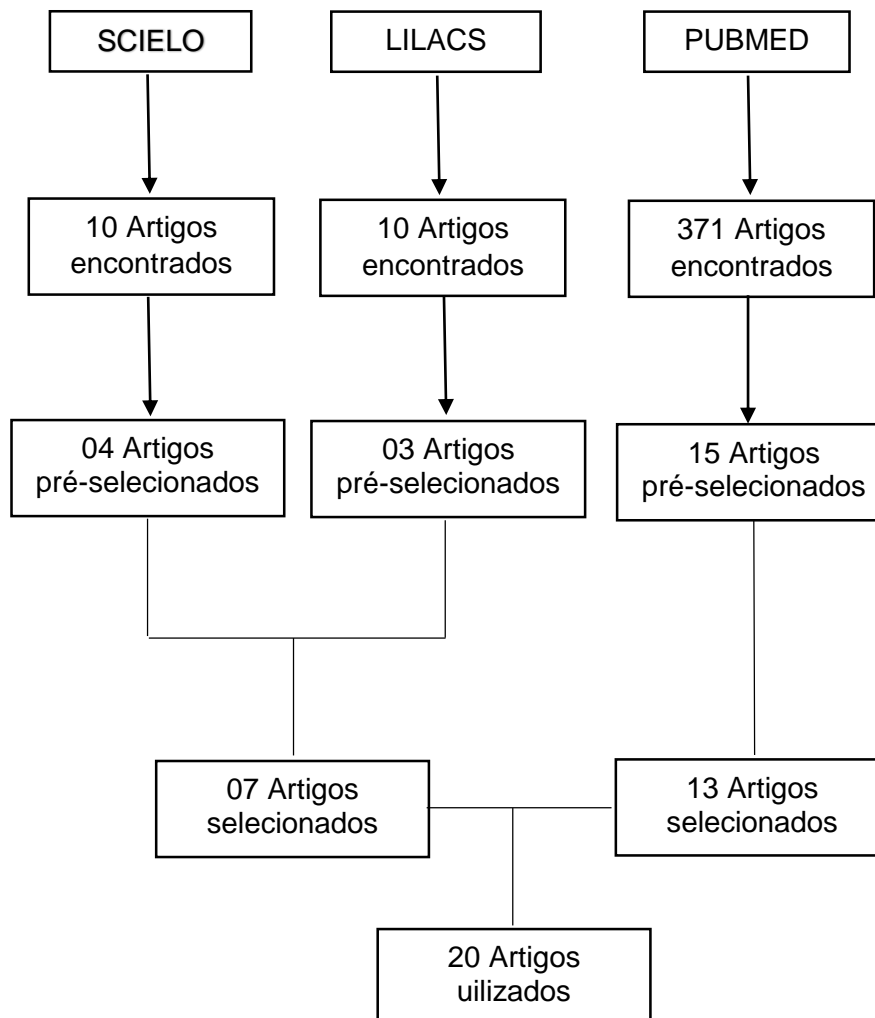 SCIELO
LILACS
PUBMED
10 Artigos
encontrados
10 Artigos
encontrados
371 Artigos
encontrados
04 Artigos
pré-selecionados
03 Artigos
pré-selecionados
15 Artigos
pré-selecionados
07 Artigos
selecionados
13 Artigos
selecionados
20 Artigos
uilizados